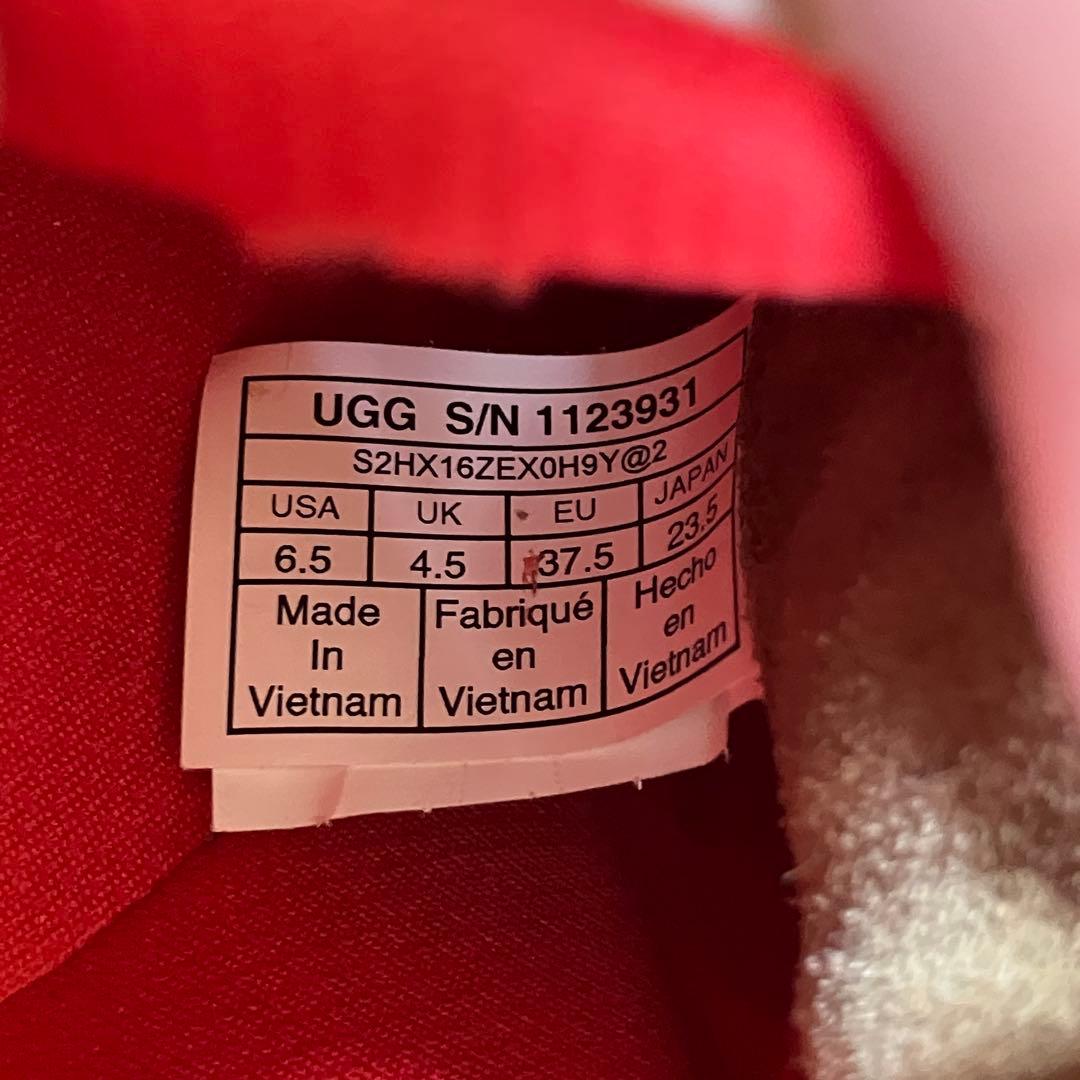 UGG S/N 1123931
S2HX16ZEX0H9Y@2
USA UK EU JAPAN
6.5 4.5 37.5 23.5
Made
In
Vietnam
Fabriqué
en
Vietnam
Hecho
en
Vietnam